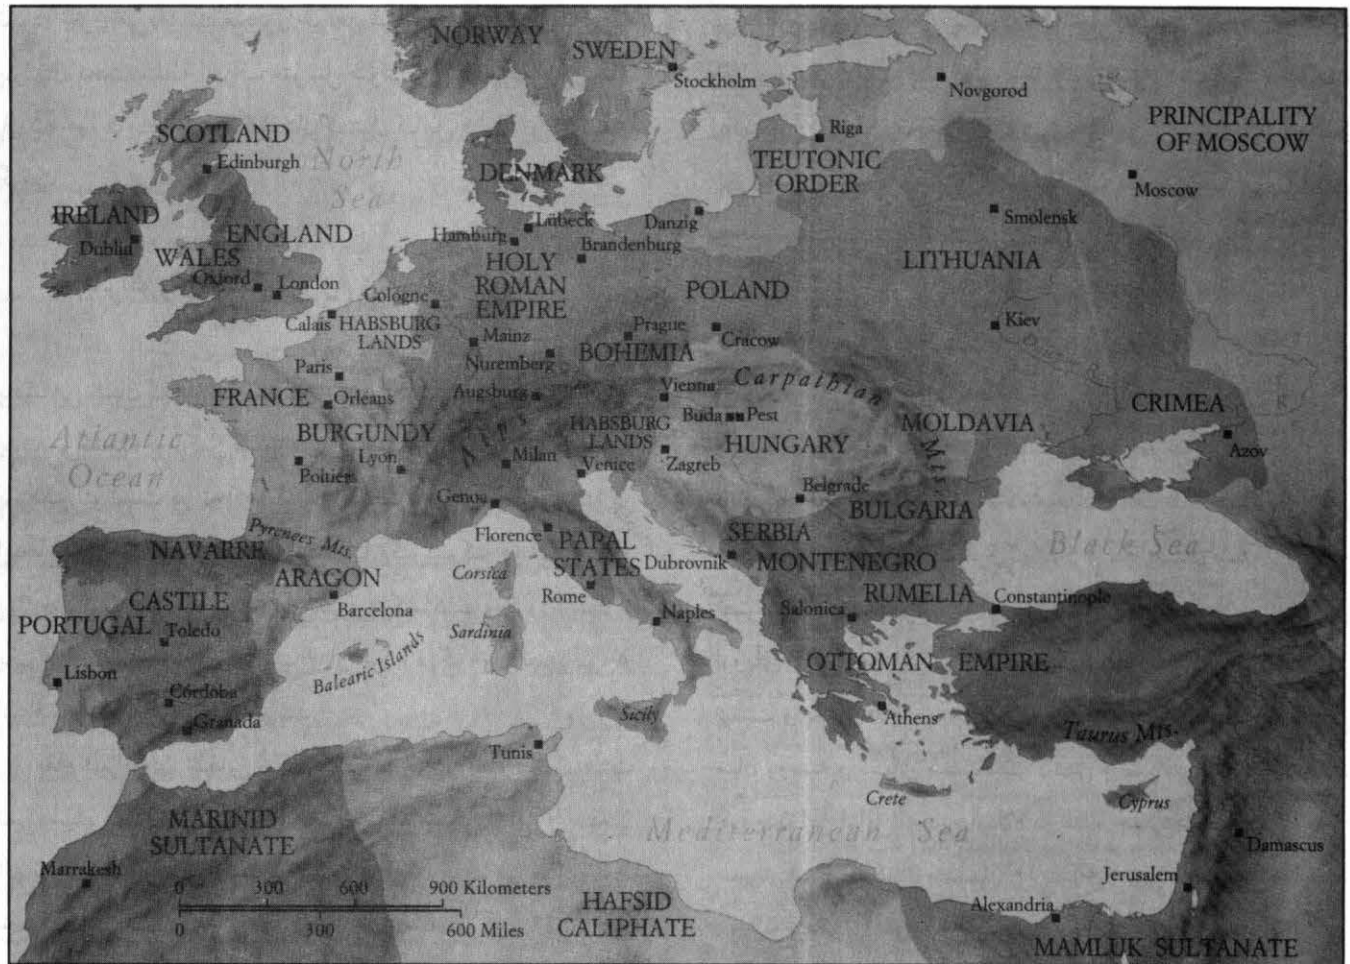 NORWAY
SWEDEN
Stockholm
Novgorod
PRINCIPALITY
OF MOSCOW
Moscow
SCOTLAND
Edinburgh
North
Sea
DENMARK
Riga
TEUTONIC
ORDER
Smolensk
IRELAND
Dublin
ENGLAND
WALES
Oxford
London
Lübeck
Hamburg
Danzig
Brandenburg
HOLY
ROMAN
EMPIRE
LITHUANIA
POLAND
Cologne
Calais
HABSBURG
LANDS
Mainz
Nuremberg
Prague
BOHEMIA
Cracow
Kiev
Paris
FRANCE
Orléans
Augsburg
Vienna
Carpathian
Mts.
Buda
Pest
HABSBURG
LANDS
HUNGARY
MOLDAVIA
CRIMEA
Azov
Atlantic
Ocean
BURGUNDY
Lyon
Poitiers
Alps
Milan
Venice
Zagreb
Genoa
Belgrade
BULGARIA
Florence
PAPAL
STATES
SERBIA
Dubrovnik
MONTENEGRO
Black Sea
Pyrenees Mts.
NAVARRE
ARAGON
Barcelona
CASTILE
Toledo
PORTUGAL
Lisbon
Córdoba
Granada
Corsica
Rome
Sardinia
Naples
Balearic Islands
RUMELIA
Salonica
Constantinople
OTTOMAN EMPIRE
Athens
Taurus Mts.
Sicily
Tunis
Crete
Cyprus
Mediterranean Sea
MARINID
SULTANATE
Marrakesh
Damascus
Jerusalem
Alexandria
HAFSID
CALIPHATE
MAMLUK SULTANATE
0 300 600 900 Kilometers
0 300 600 Miles